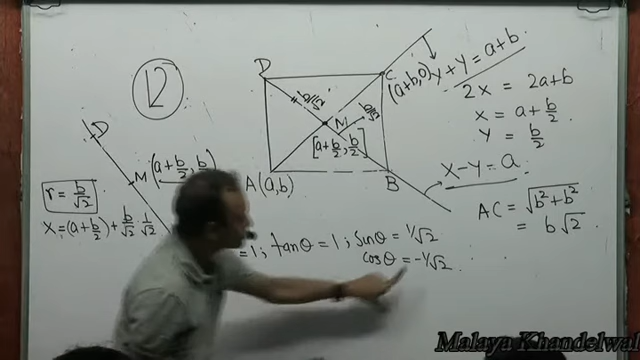 12
D
C
b/√2
b/√2
M
[a+b/2, b/2]
A(a,b)
B
(a+b,0)
x+y=a+b
2x = 2a+b
x = a+b/2
y = b/2
x-y=a
AC = √b²+b²
= b√2
D
M(a+b/2, b/2)
r = b/√2
x=(a+b/2)+b/√2 1/√2
=1; tanθ = 1; sinθ = 1/√2
cosθ = -1/√2
Malaya Khandelwal